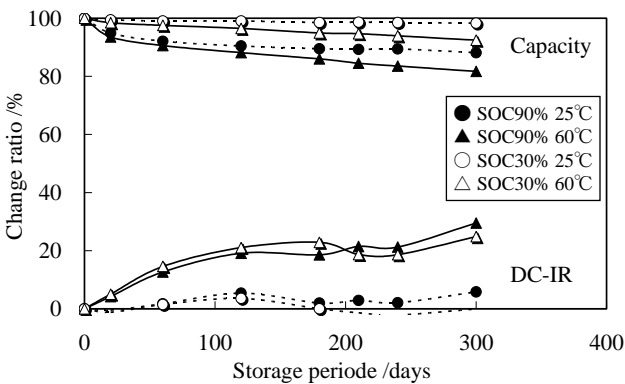 100
80
60
40
20
0
Change ratio /%
Capacity
SOC90% 25℃
SOC90% 60℃
SOC30% 25℃
SOC30% 60℃
DC-IR
0 100 200 300 400
Storage periode /days